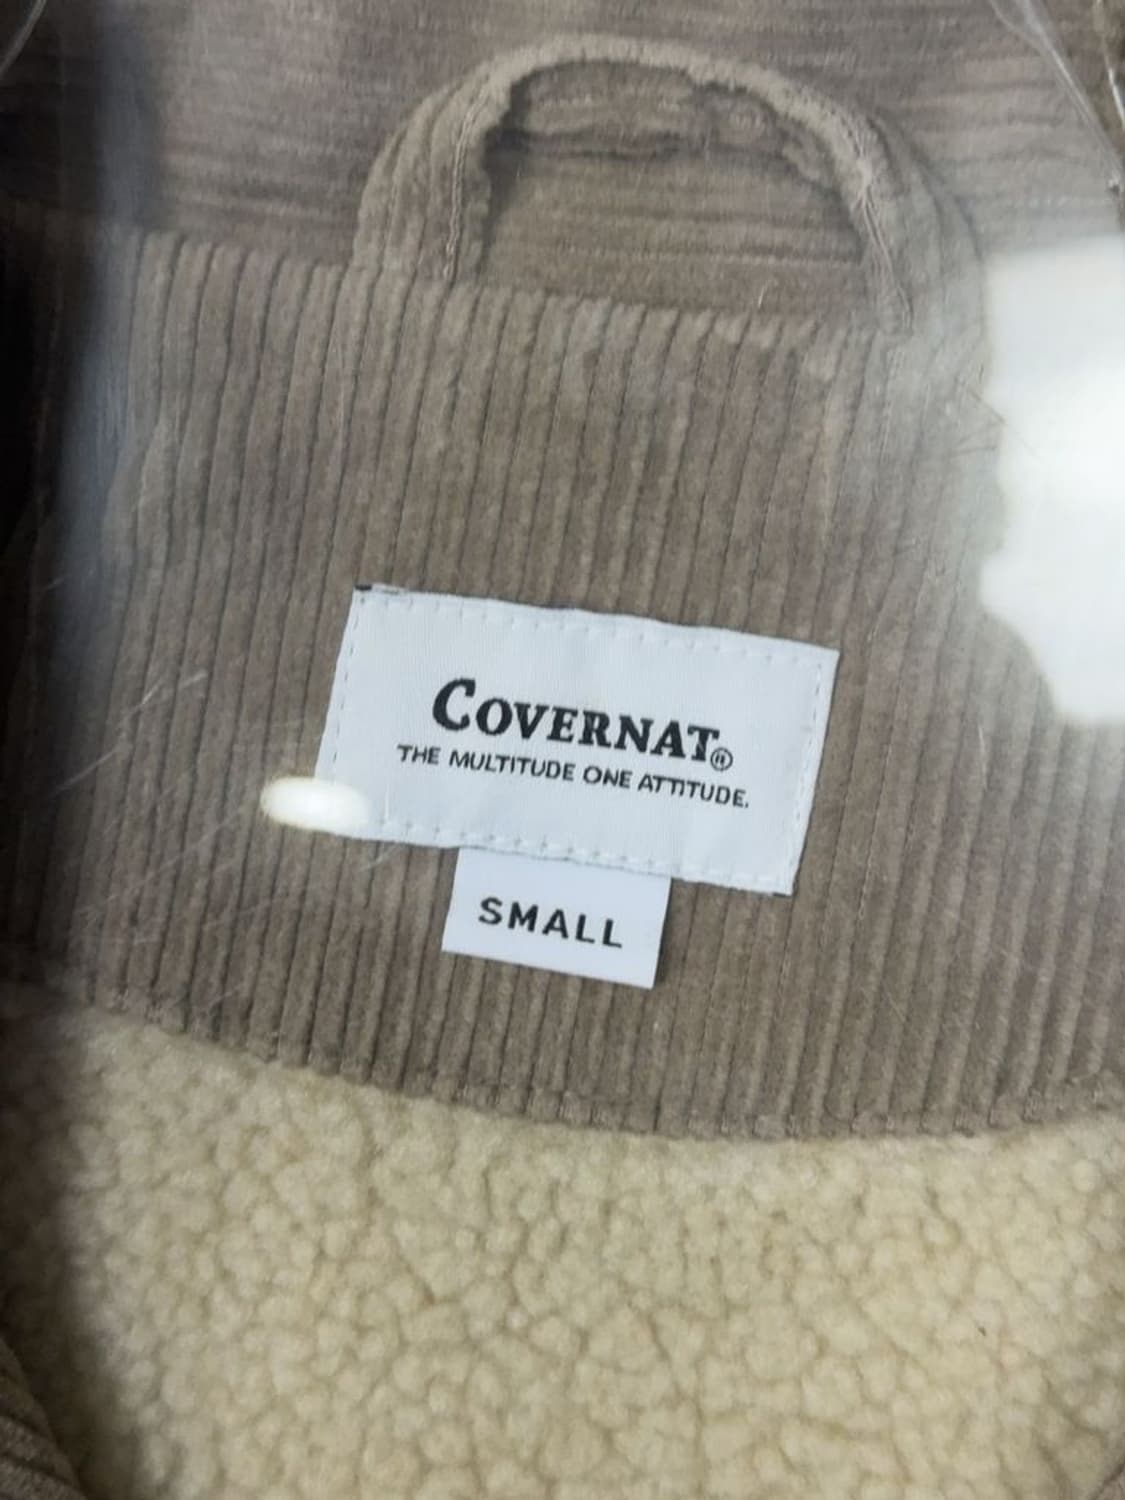 COVERNAT®
THE MULTITUDE ONE ATTITUDE.
SMALL